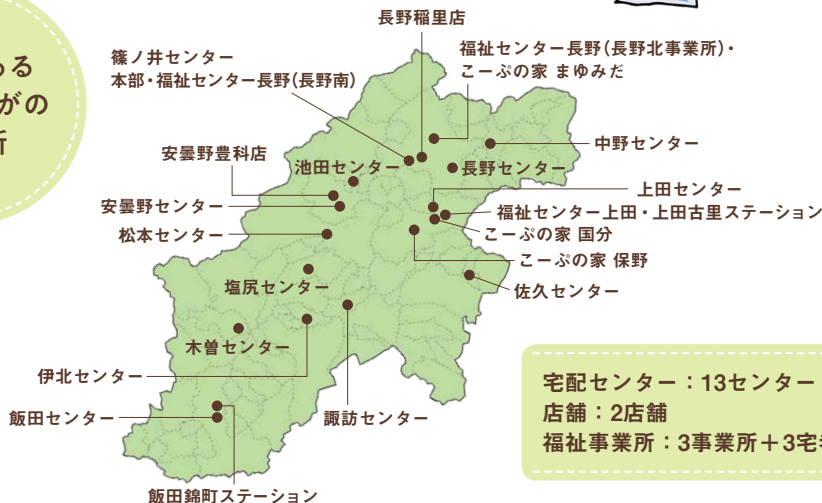 ある
がの
長野稲里店
篠ノ井センター
本部・福祉センター長野(長野南)
福祉センター長野(長野北事業所)・
こーぷの家 まゆみだ
中野センター
安曇野豊科店
池田センター
長野センター
上田センター
安曇野センター
福祉センター上田・上田古里ステーション
松本センター
こーぷの家 国分
こーぷの家 保野
塩尻センター
佐久センター
木曽センター
伊北センター
飯田センター
諏訪センター
飯田錦町ステーション
宅配センター：13センター
店舗：2店舗
福祉事業所：3事業所＋3宅